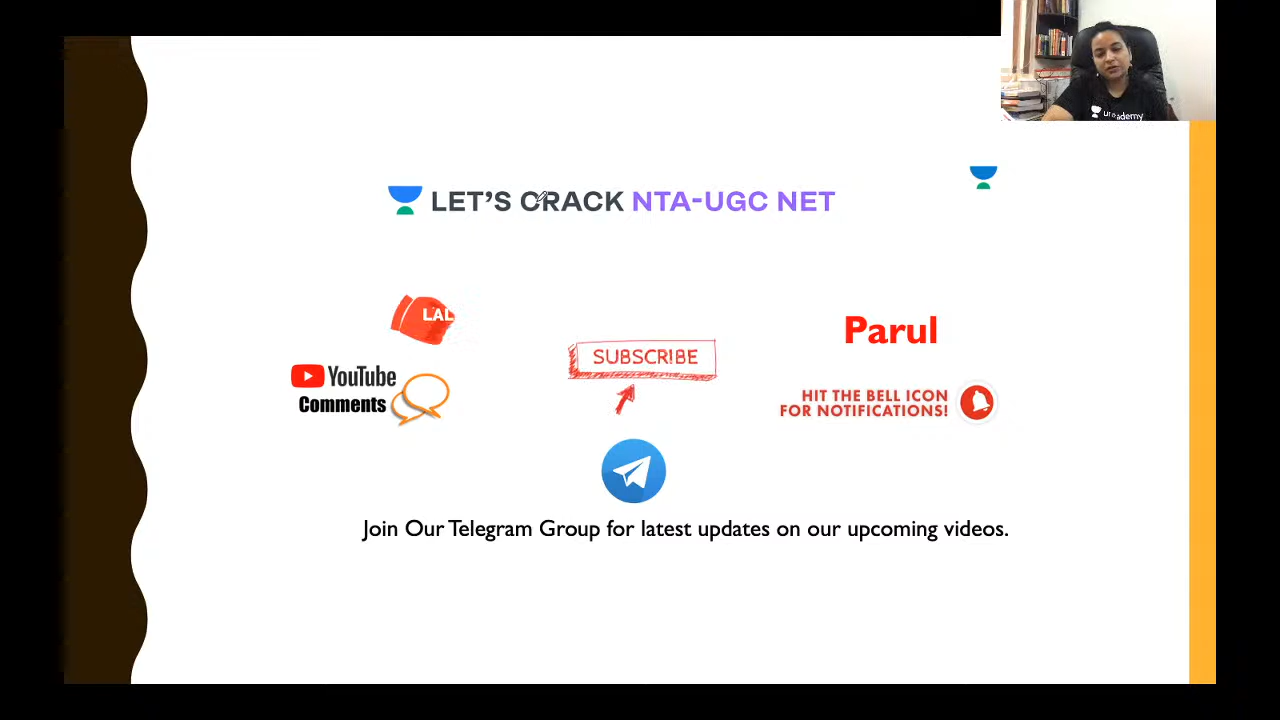 LET'S CRACK NTA-UGC NET
LAL
Parul
SUBSCRIBE
YouTube
Comments
HIT THE BELL ICON
FOR NOTIFICATIONS!
Join Our Telegram Group for latest updates on our upcoming videos.